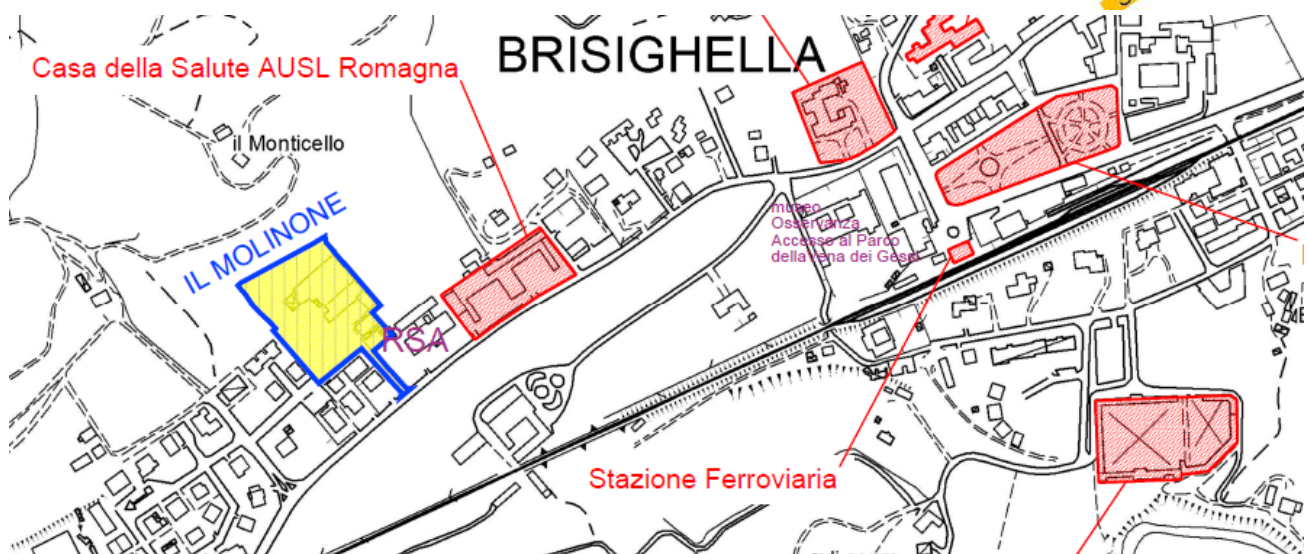 BRISIGHELLA
Casa della Salute AUSL Romagna
il Monticello
IL MOLINONE
museo
Osservanza
Accesso al Parco
della vena dei Gessi
RSA
Stazione Ferroviaria